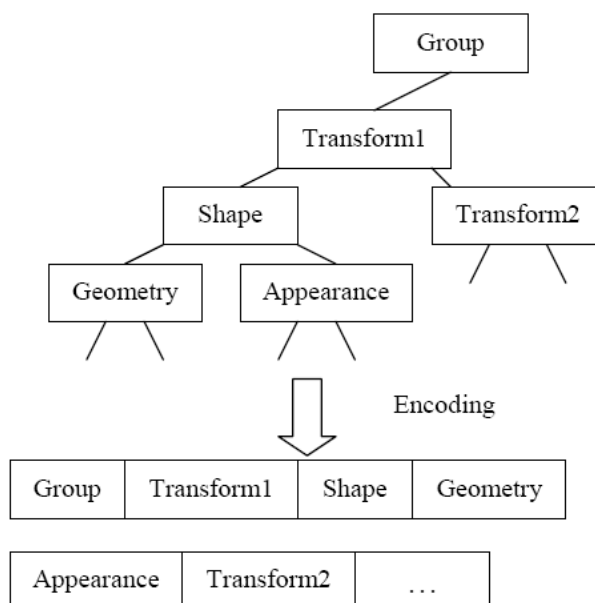 Group
Transform1
Shape Transform2
Geometry Appearance
Encoding
Group Transform1 Shape Geometry
Appearance Transform2 ...